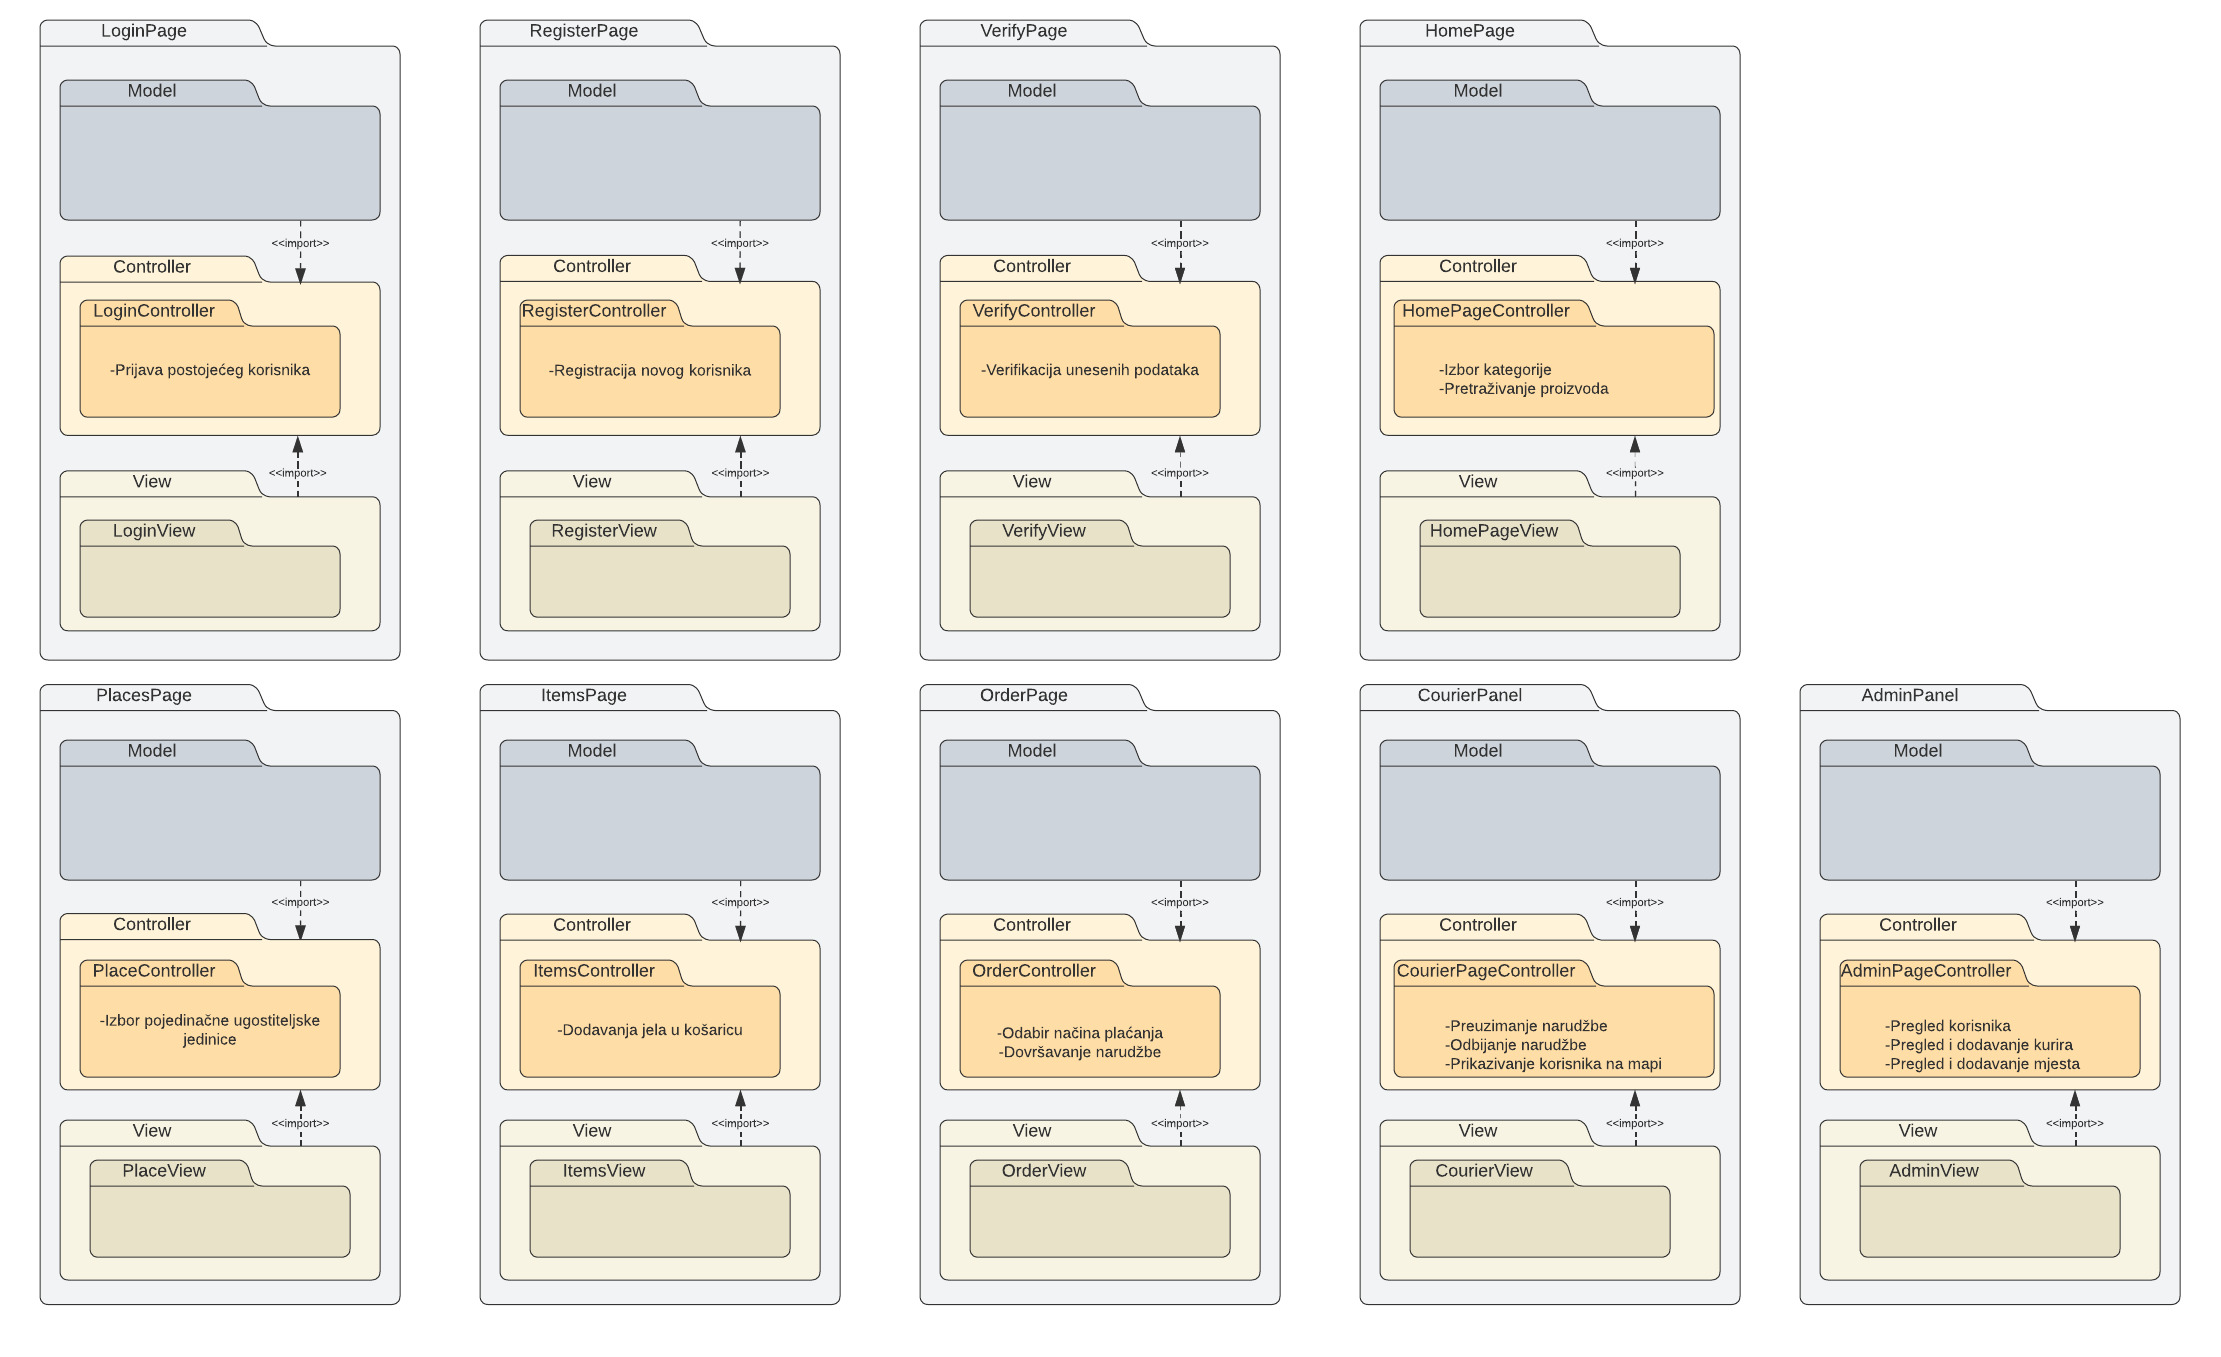 LoginPage
Model
<<import>>
Controller
LoginController
-Prijava postojećeg korisnika
<<import>>
View
LoginView
RegisterPage
Model
<<import>>
Controller
RegisterController
-Registracija novog korisnika
<<import>>
View
RegisterView
VerifyPage
Model
<<import>>
Controller
VerifyController
-Verifikacija unesenih podataka
<<import>>
View
VerifyView
HomePage
Model
<<import>>
Controller
HomePageController
-Izbor kategorije
-Pretraživanje proizvoda
<<import>>
View
HomePageView
PlacesPage
Model
<<import>>
Controller
PlaceController
-Izbor pojedinačne ugostiteljske
jedinice
<<import>>
View
PlaceView
ItemsPage
Model
<<import>>
Controller
ItemsController
-Dodavanja jela u košaricu
<<import>>
View
ItemsView
OrderPage
Model
<<import>>
Controller
OrderController
-Odabir načina plaćanja
-Dovršavanje narudžbe
<<import>>
View
OrderView
CourierPanel
Model
<<import>>
Controller
CourierPageController
-Preuzimanje narudžbe
-Odbijanje narudžbe
-Prikazivanje korisnika na mapi
<<import>>
View
CourierView
AdminPanel
Model
<<import>>
Controller
AdminPageController
-Pregled korisnika
-Pregled i dodavanje kurira
-Pregled i dodavanje mjesta
<<import>>
View
AdminView